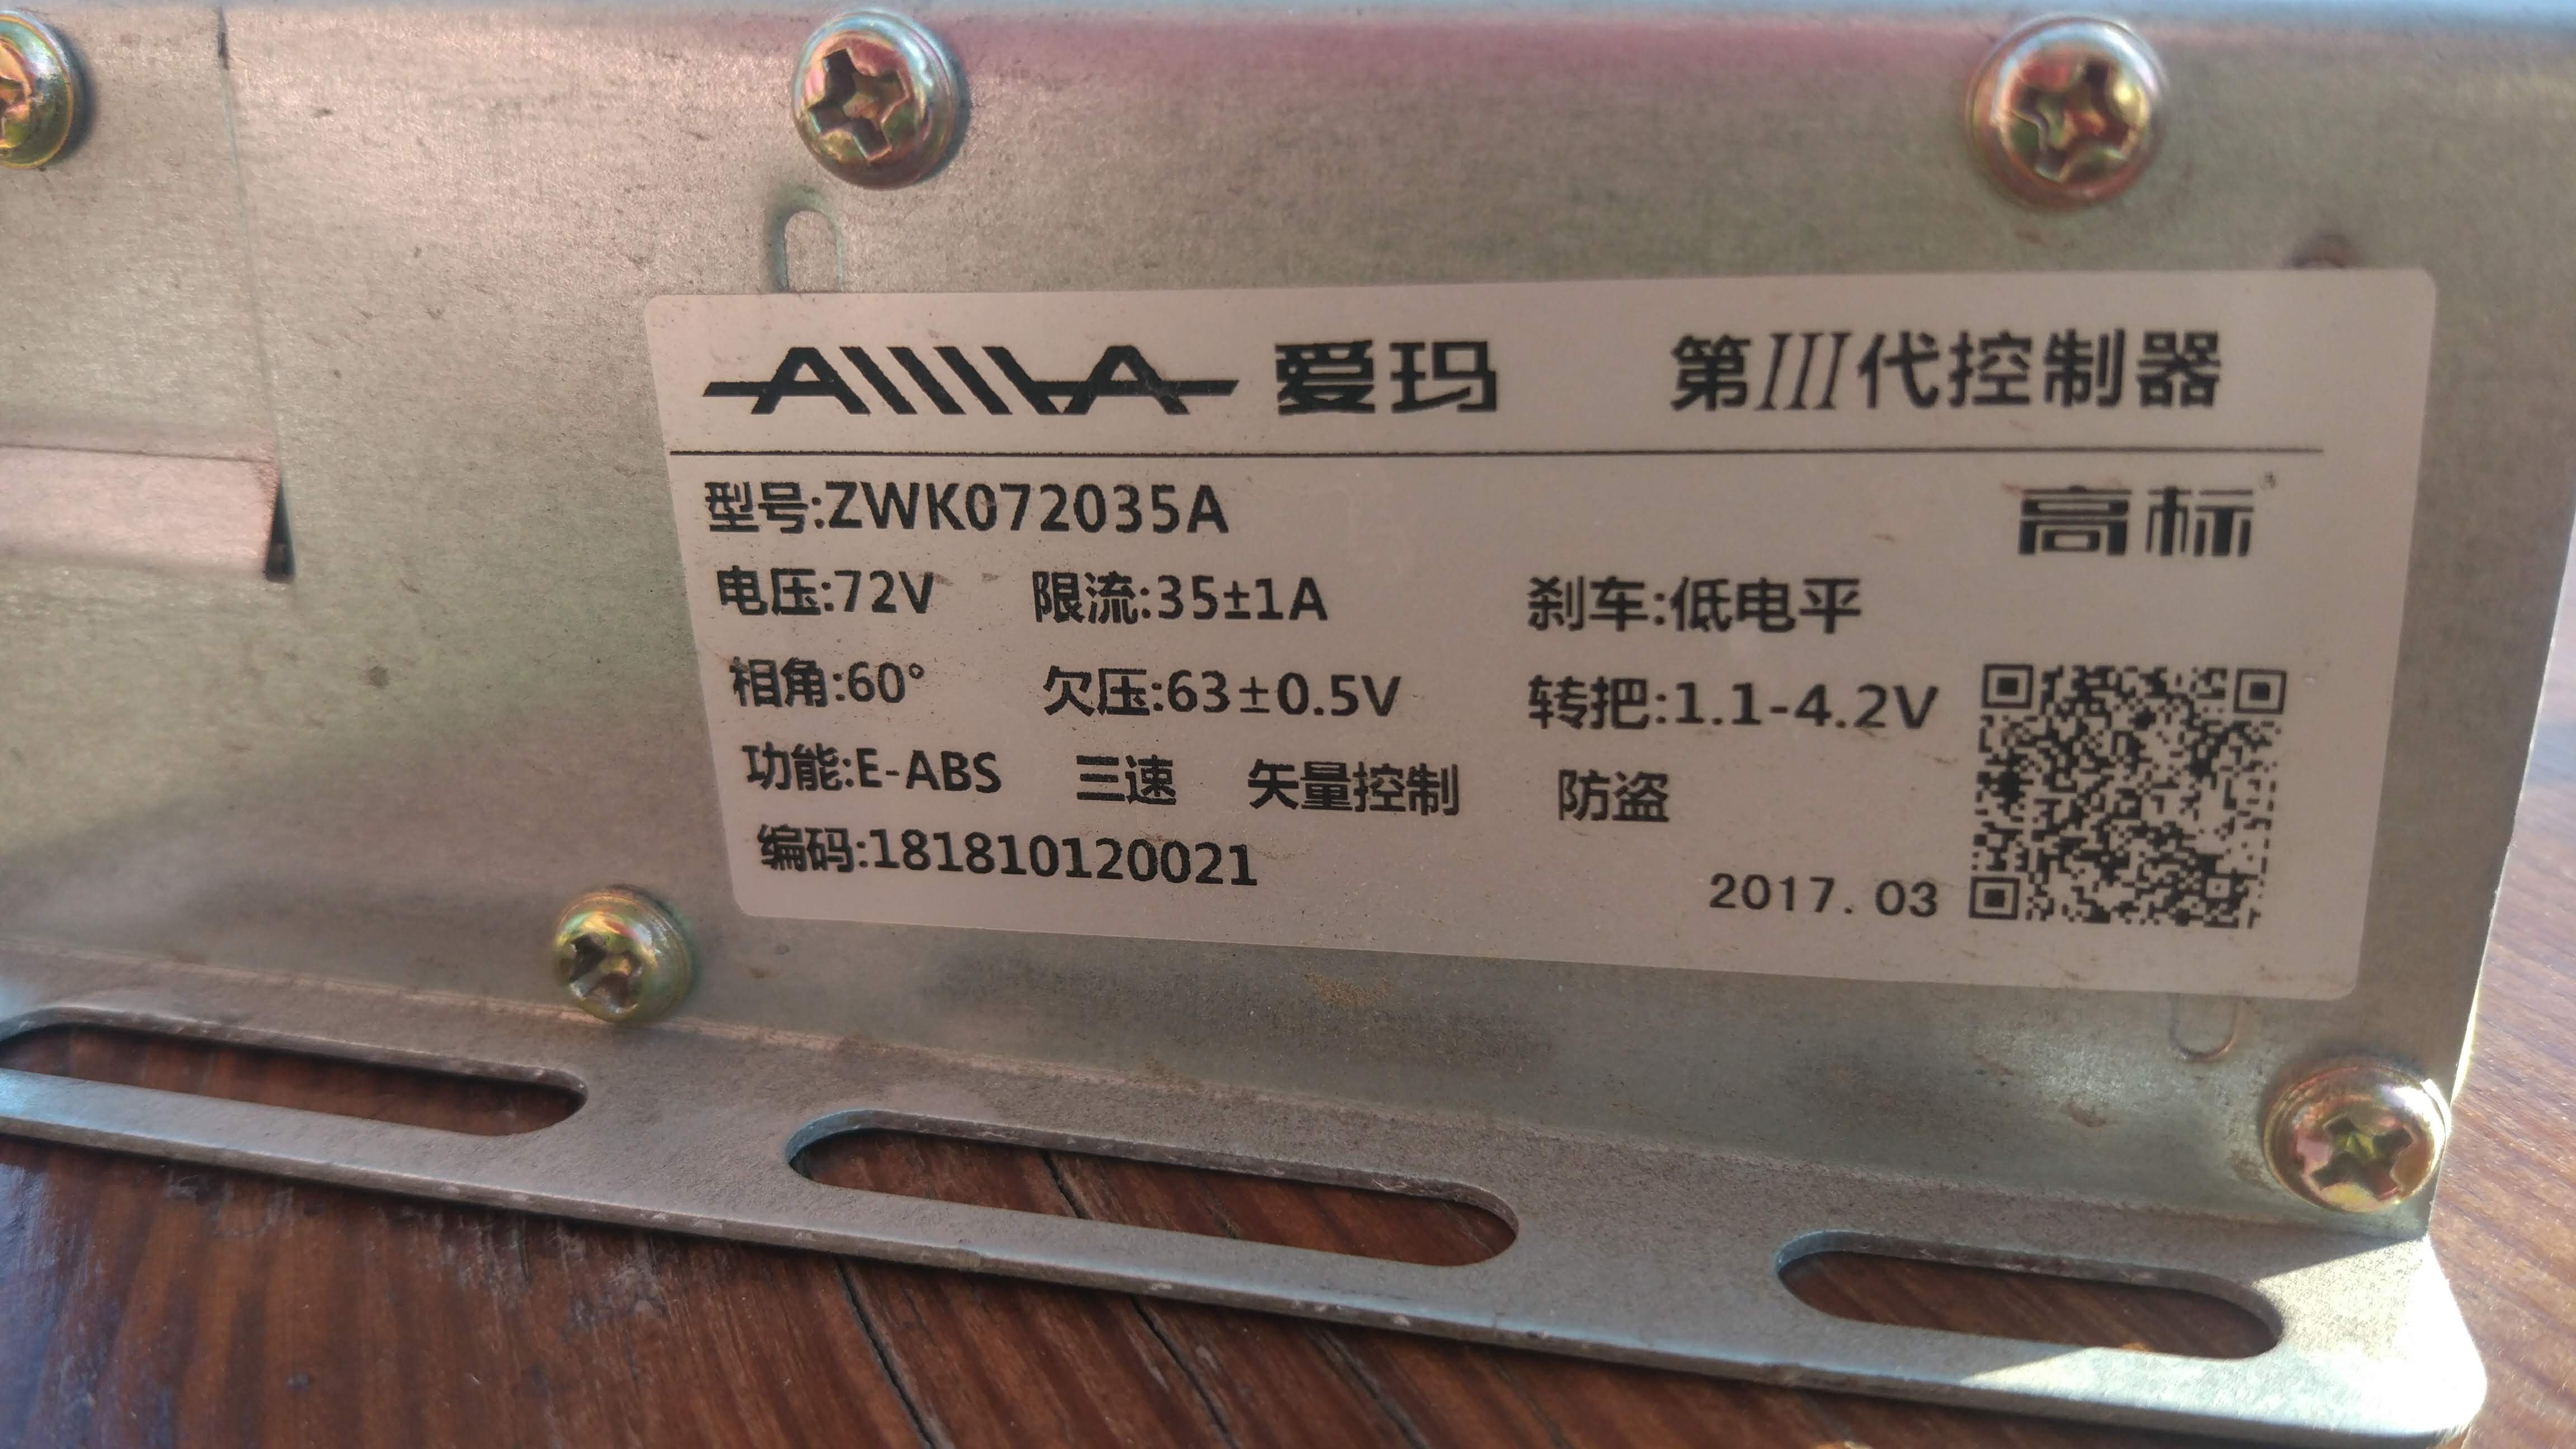 AIMA 爱玛 第III代控制器
型号:ZWK072035A 高标
电压:72V 限流:35±1A 刹车:低电平
相角:60° 欠压:63±0.5V 转把:1.1-4.2V
功能:E-ABS 三速 矢量控制 防盗
编码:181810120021
2017.03